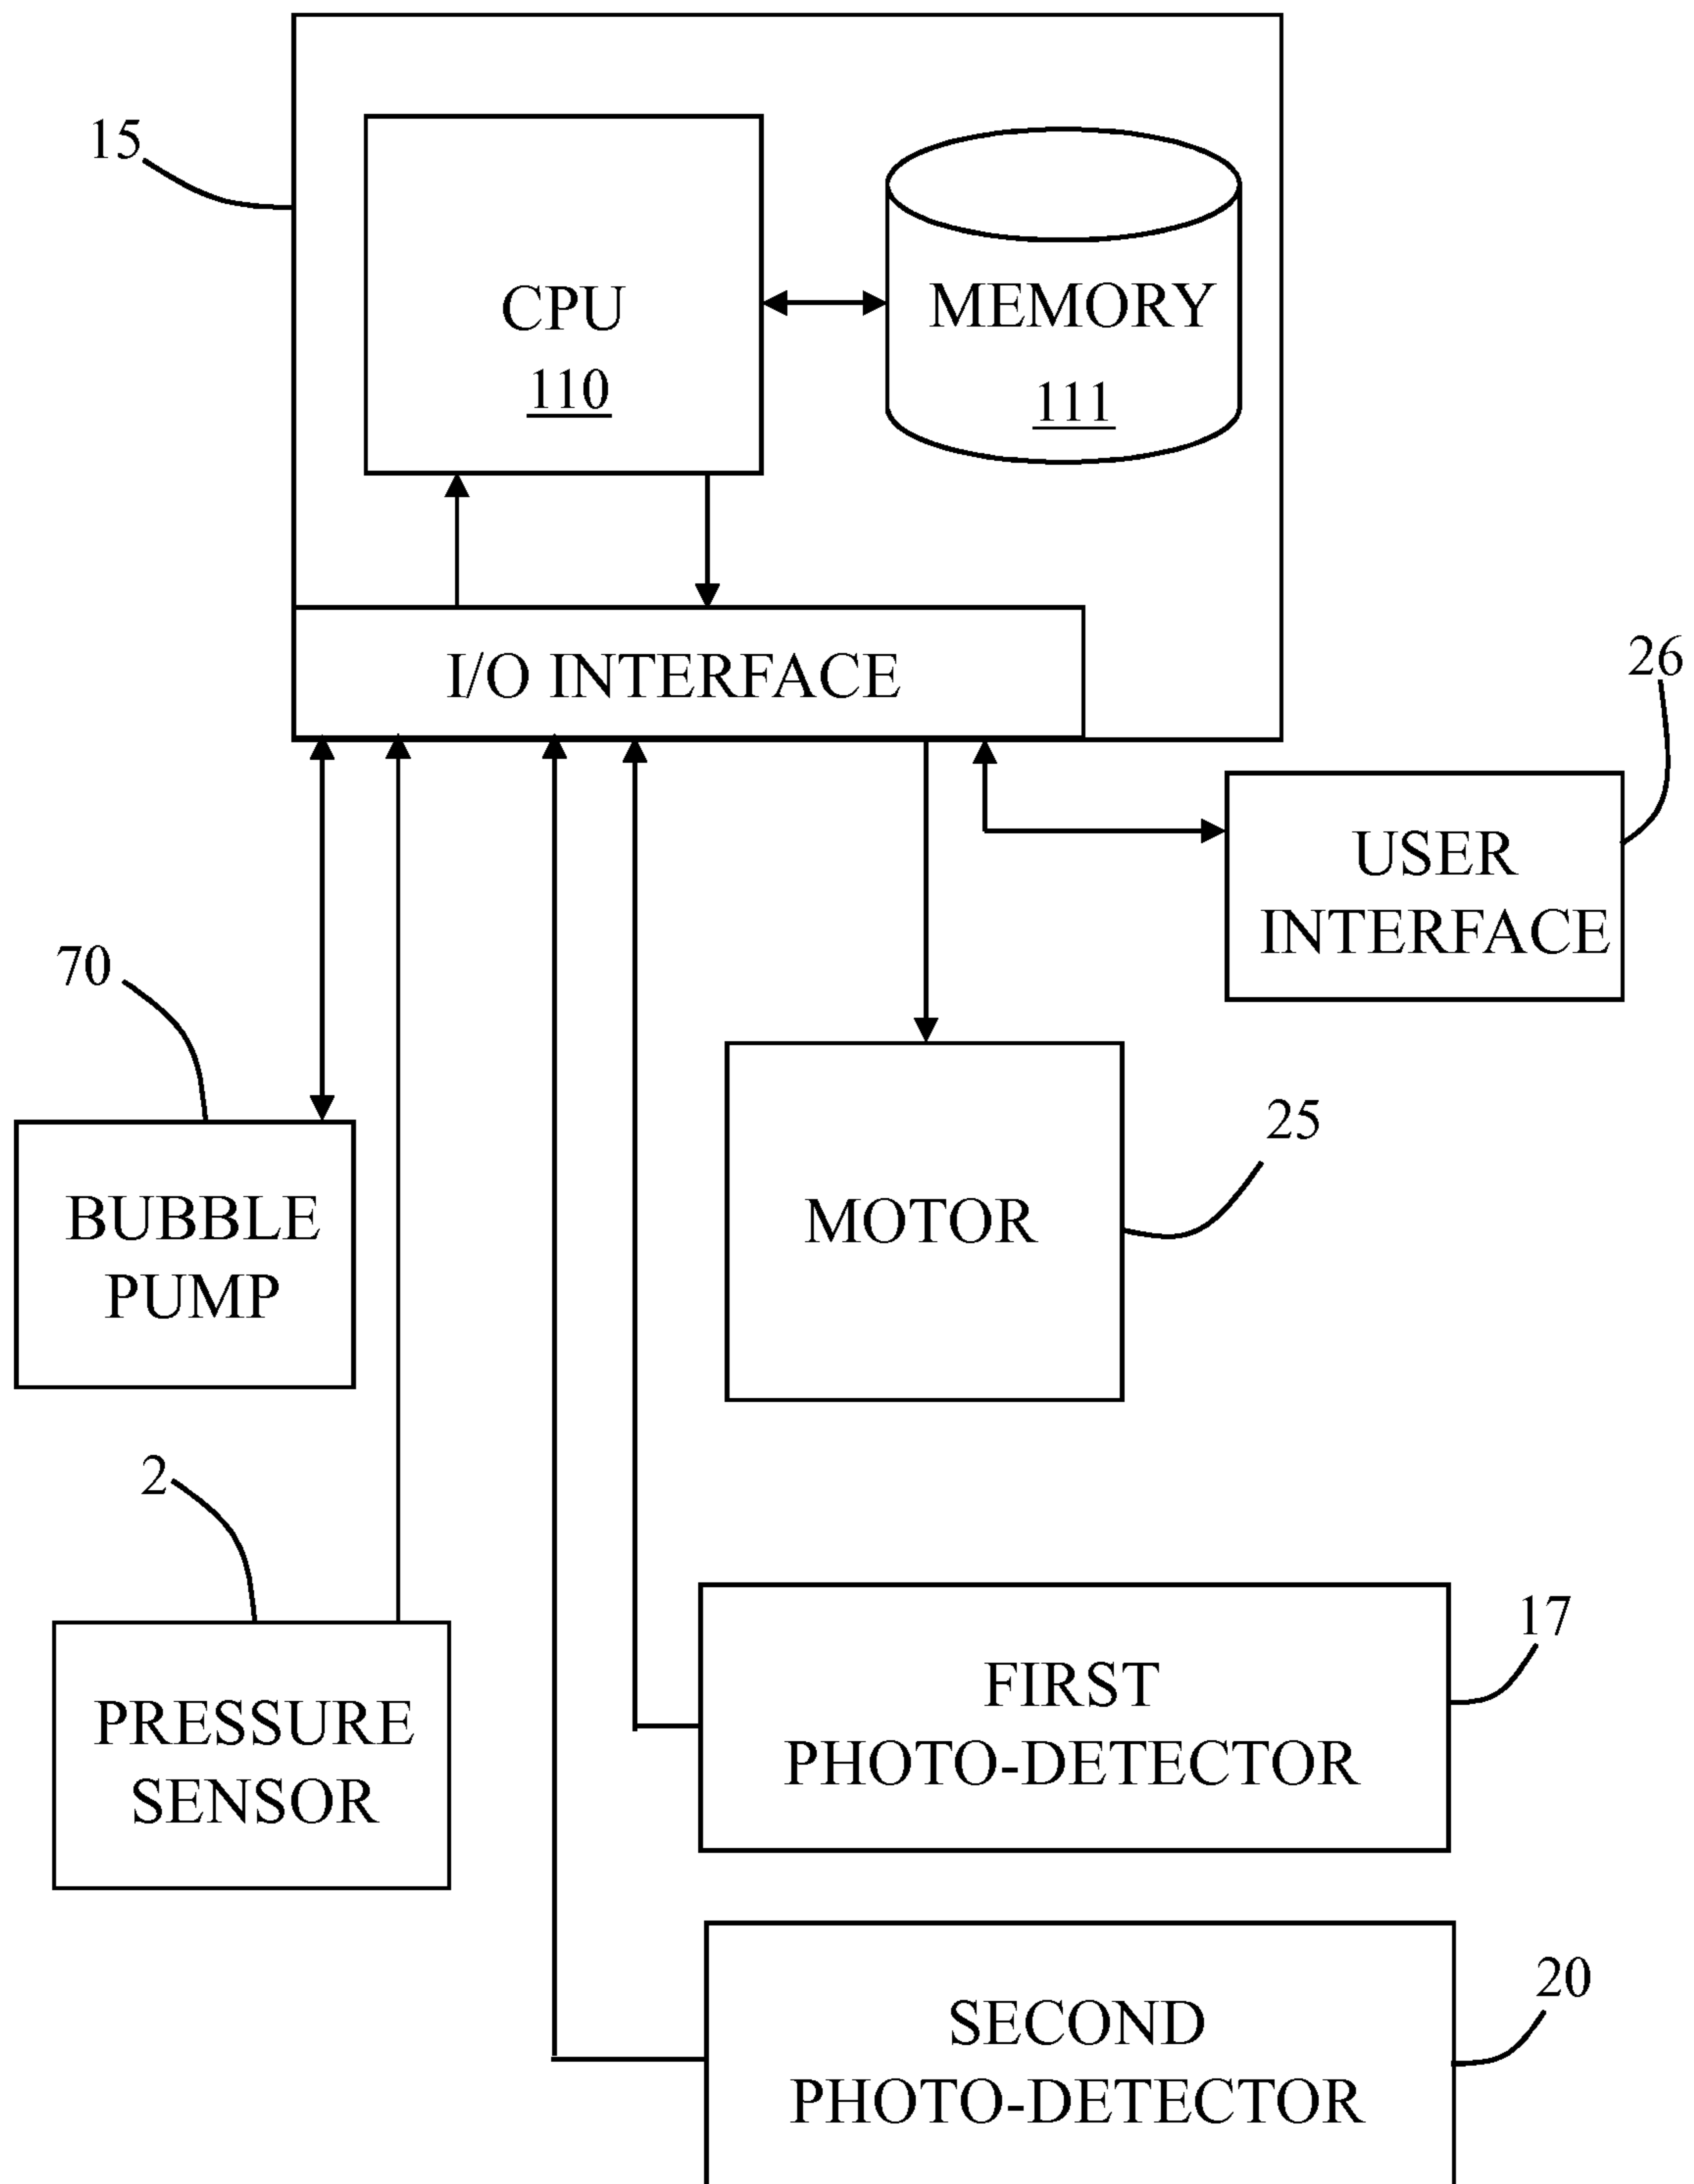 15
CPU
110
MEMORY
111
I/O INTERFACE
26
USER
INTERFACE
70
BUBBLE
PUMP
25
MOTOR
2
PRESSURE
SENSOR
17
FIRST
PHOTO-DETECTOR
20
SECOND
PHOTO-DETECTOR